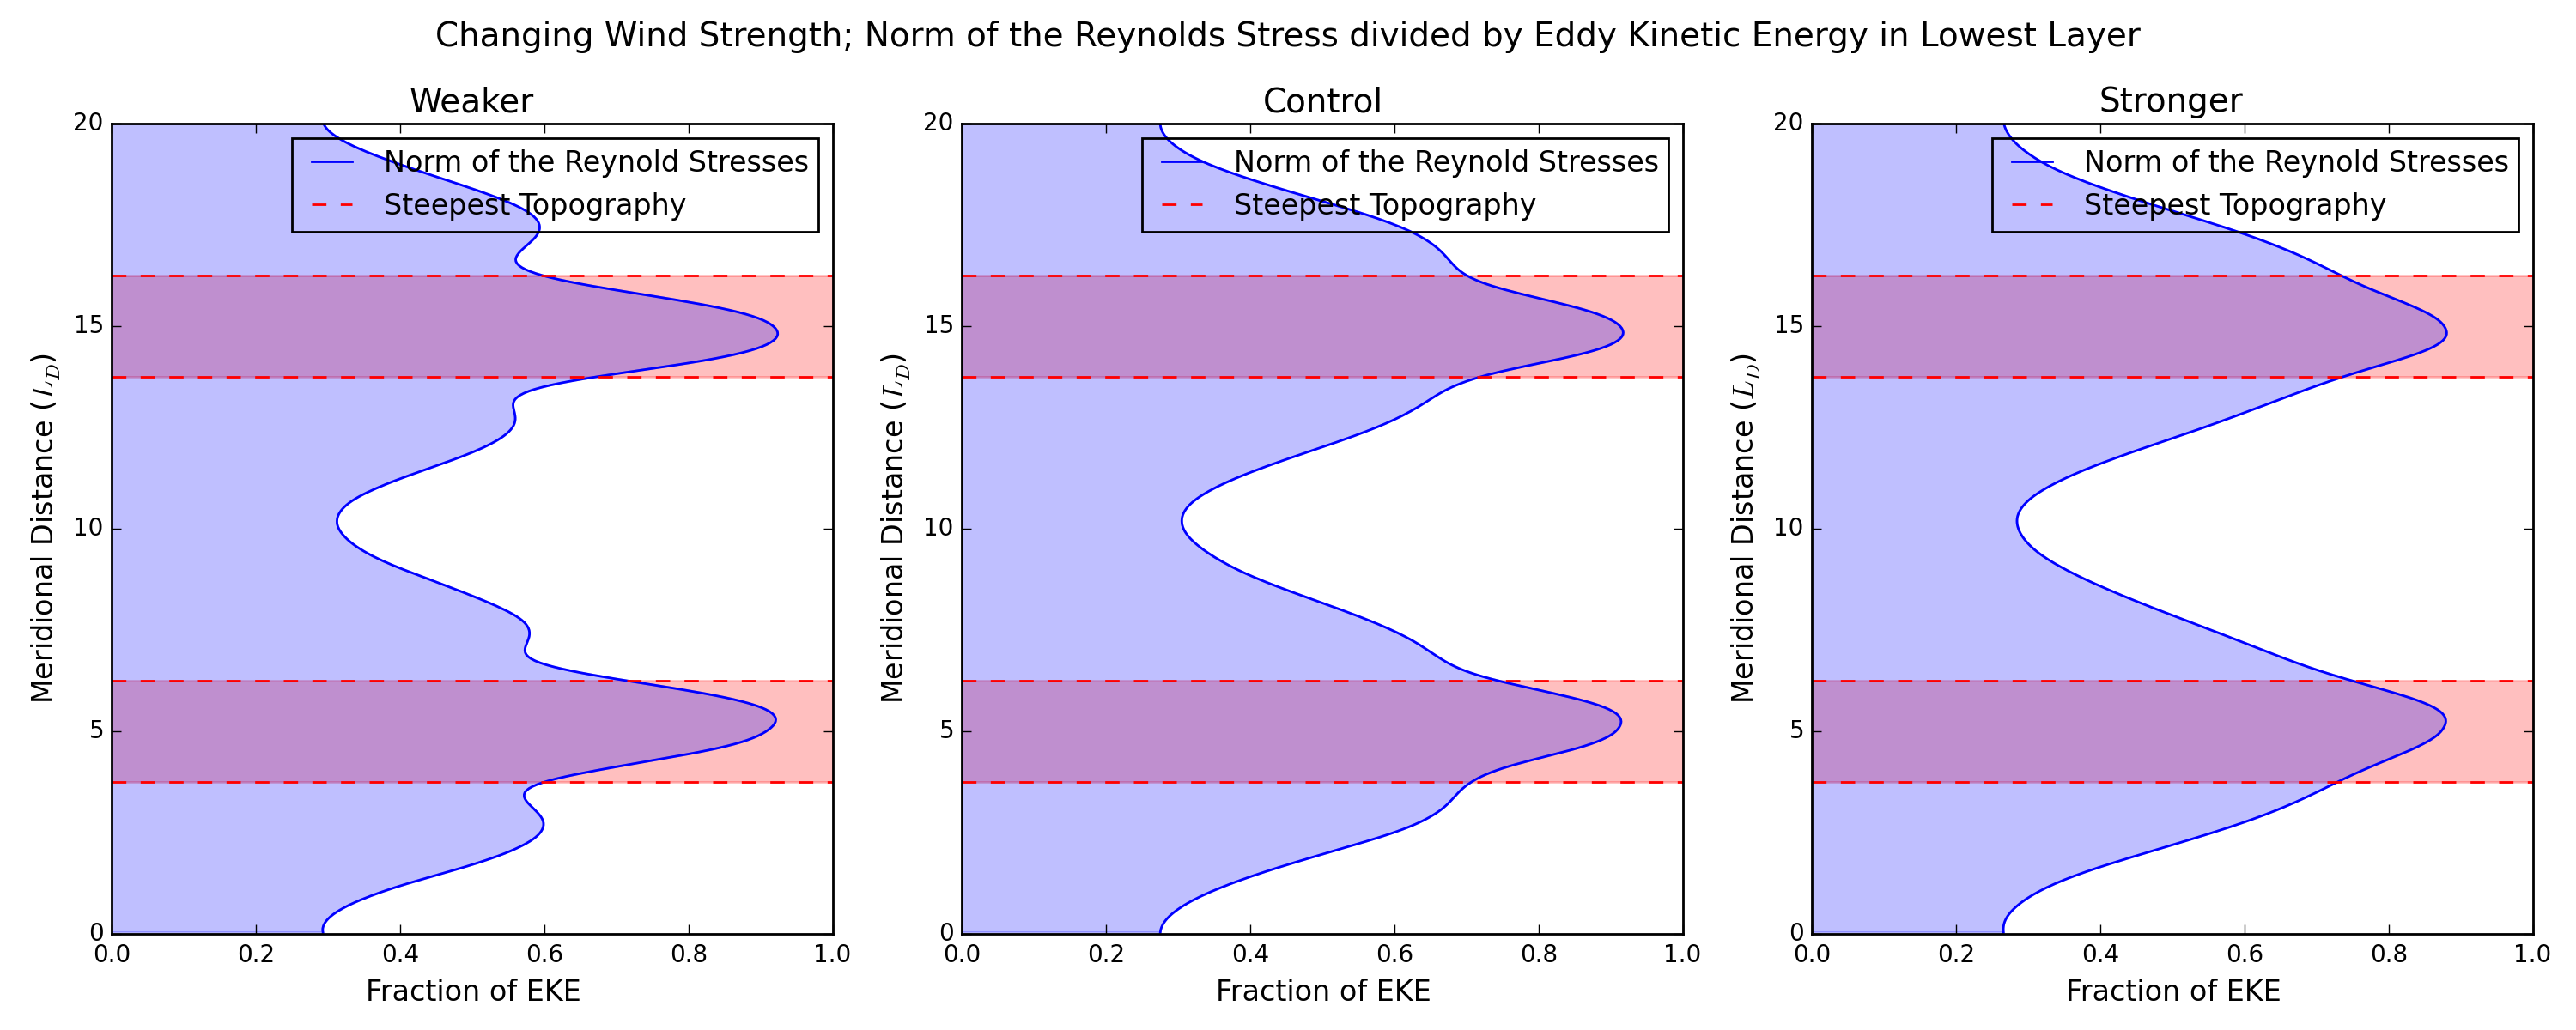 Changing Wind Strength; Norm of the Reynolds Stress divided by Eddy Kinetic Energy in Lowest Layer
Weaker
20
15
10
5
0
0.0 0.2 0.4 0.6 0.8 1.0
Meridional Distance (L_D)
Fraction of EKE
Norm of the Reynold Stresses
Steepest Topography
Control
20
15
10
5
0
0.0 0.2 0.4 0.6 0.8 1.0
Meridional Distance (L_D)
Fraction of EKE
Norm of the Reynold Stresses
Steepest Topography
Stronger
20
15
10
5
0
0.0 0.2 0.4 0.6 0.8 1.0
Meridional Distance (L_D)
Fraction of EKE
Norm of the Reynold Stresses
Steepest Topography